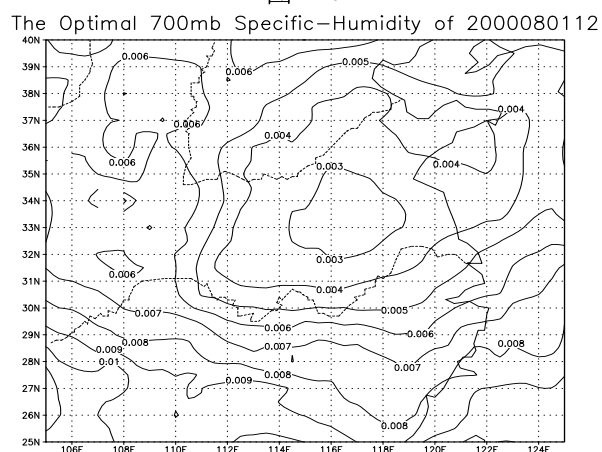 The Optimal 700mb Specific-Humidity of 2000080112
40N
39N
38N
37N
36N
35N
34N
33N
32N
31N
30N
29N
28N
27N
26N
25N
0.006
0.006
0.005
0.006
0.004
0.004
0.006
0.003
0.004
0.006
0.003
0.004
0.007
0.005
0.006
0.006
0.008
0.007
0.008
0.009
0.01
0.007
0.008
0.009
0.008
106E 108E 110E 112E 114E 116E 118E 120E 122E 124E